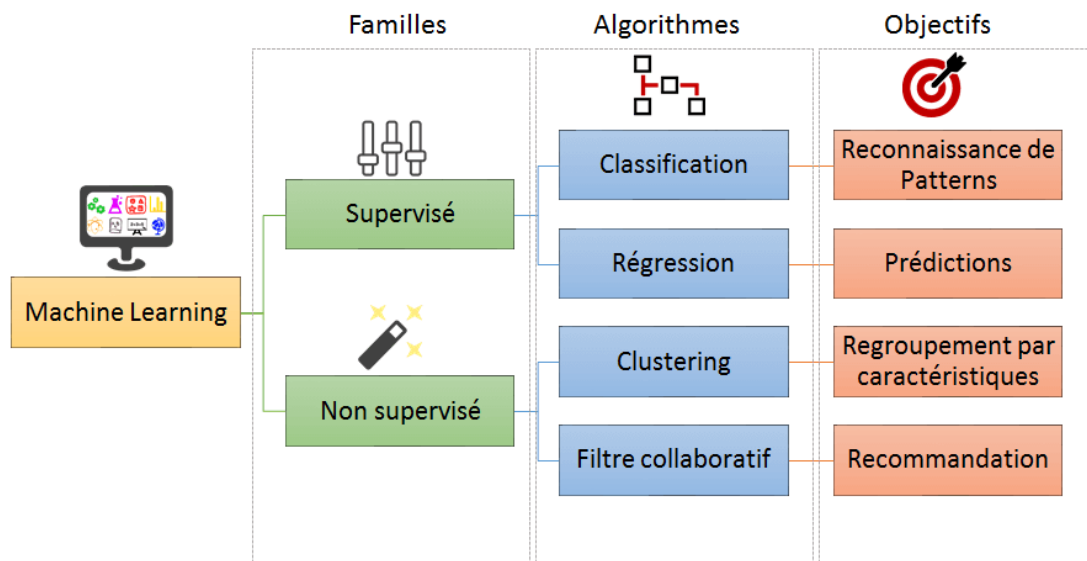 Familles
Algorithmes
Objectifs
Machine Learning
Supervisé
Non supervisé
Classification
Régression
Clustering
Filtre collaboratif
Reconnaissance de
Patterns
Prédictions
Regroupement par
caractéristiques
Recommandation